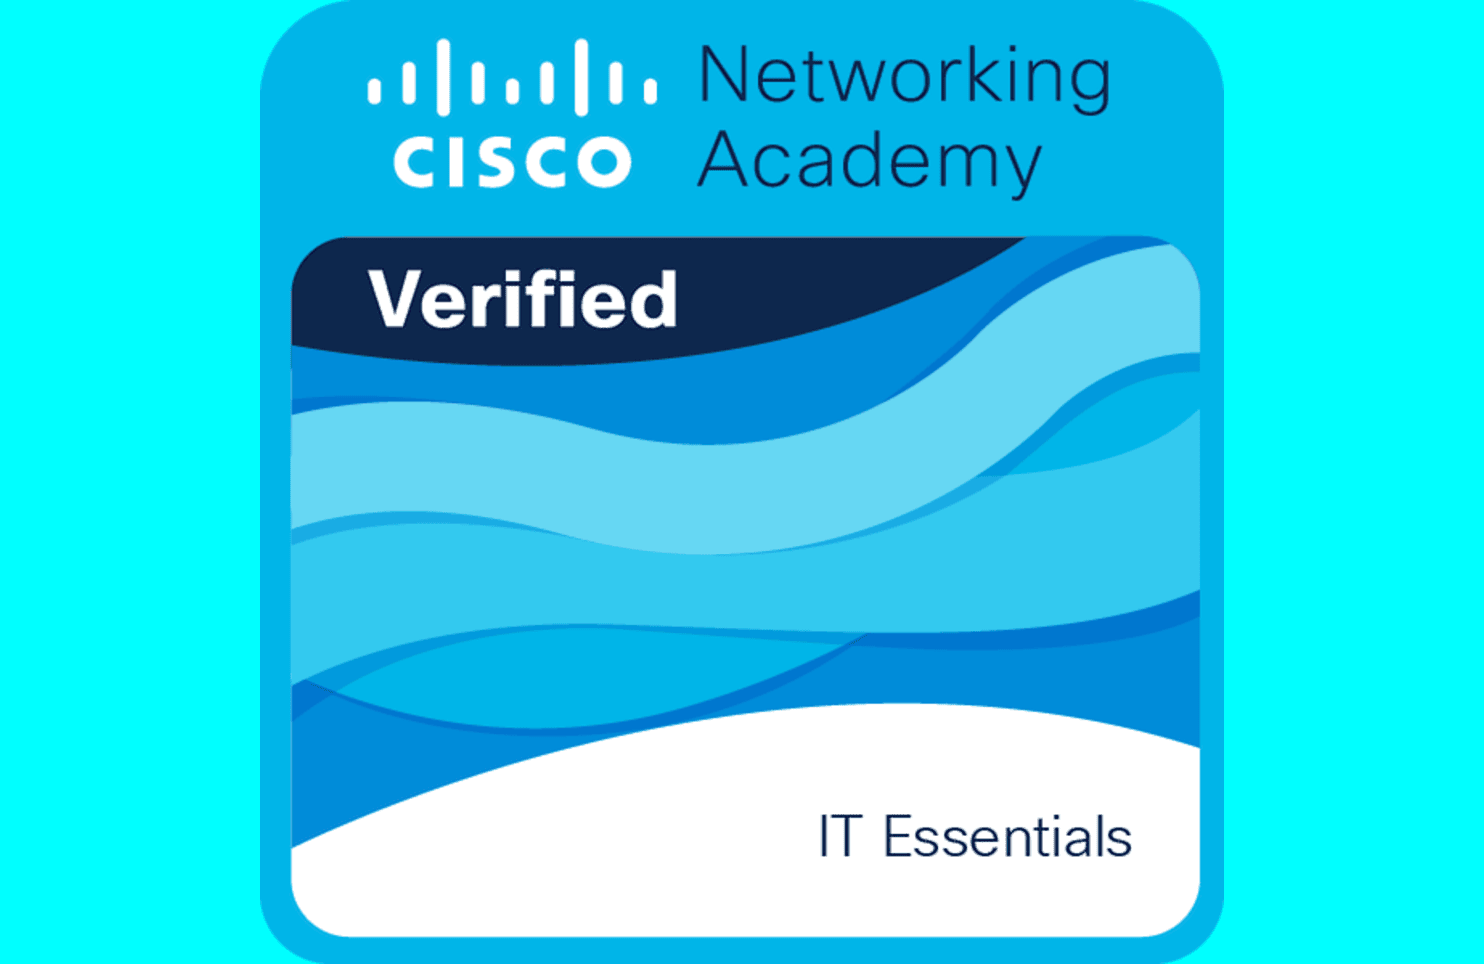 CISCO
Networking
Academy
Verified
IT Essentials